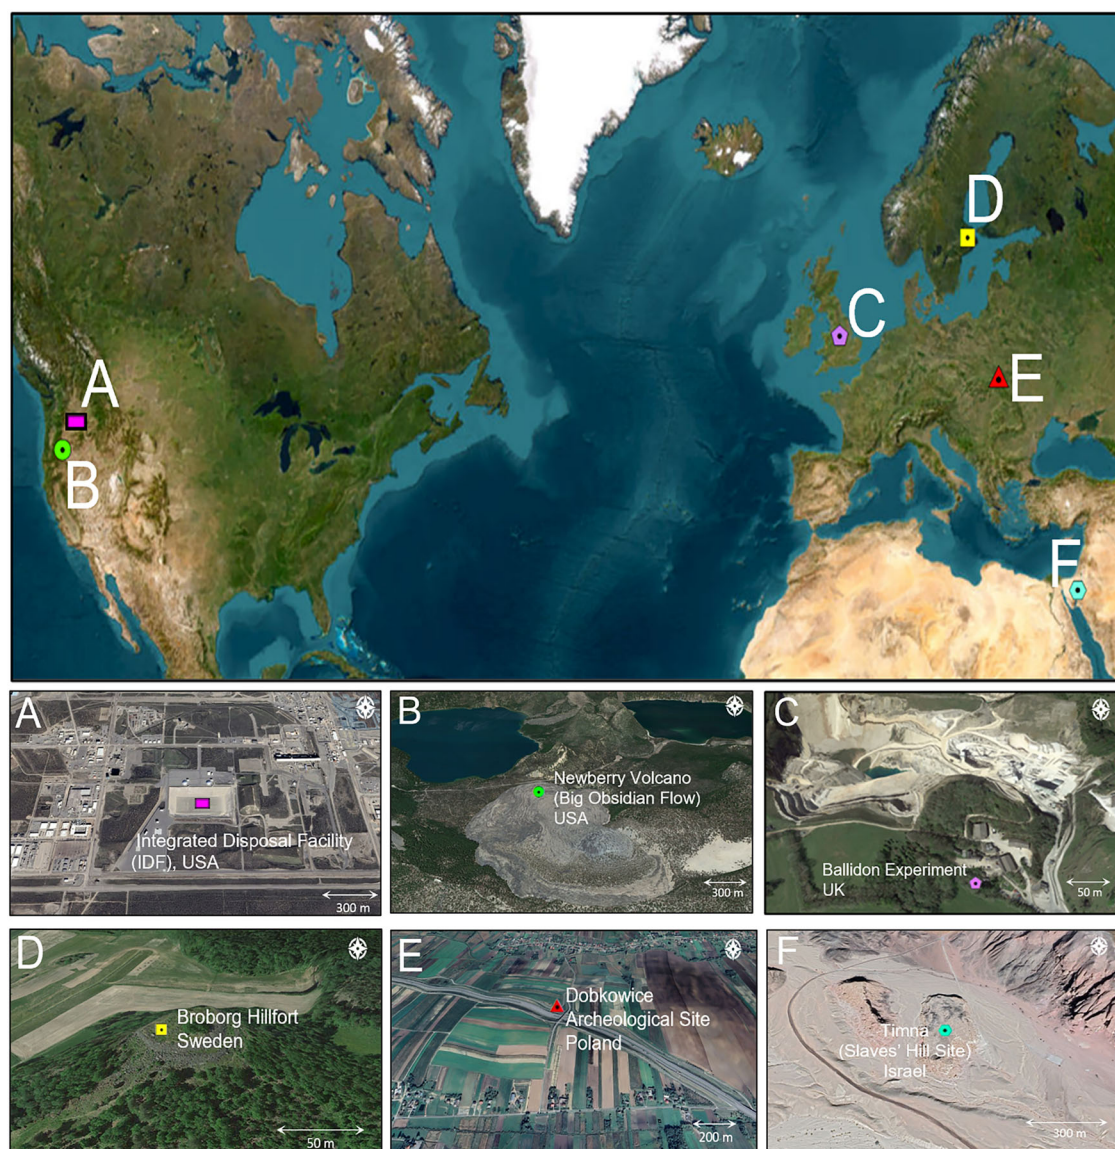 D
C
A
E
B
F
A
Integrated Disposal Facility
(IDF), USA
300 m
B
Newberry Volcano
(Big Obsidian Flow)
USA
300 m
C
Ballidon Experiment
UK
50 m
D
Broborg Hillfort
Sweden
50 m
E
Dobkowice
Archeological Site
Poland
200 m
F
Timna
(Slaves' Hill Site)
Israel
300 m